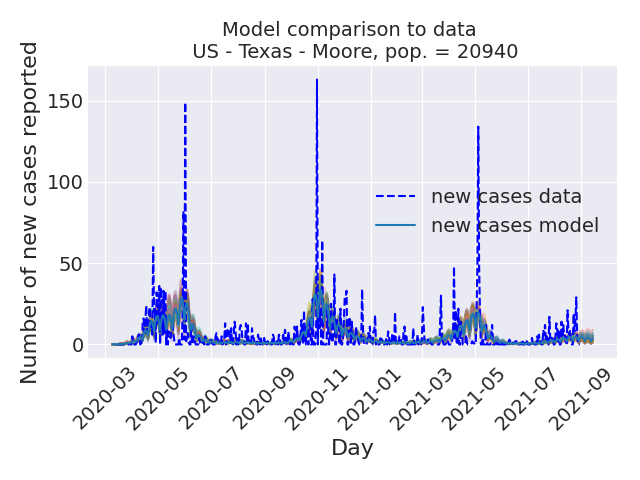 Model comparison to data
US - Texas - Moore, pop. = 20940
Number of new cases reported
150
100
50
0
new cases data
new cases model
2020-03
2020-05
2020-07
2020-09
2020-11
2021-01
2021-03
2021-05
2021-07
2021-09
Day